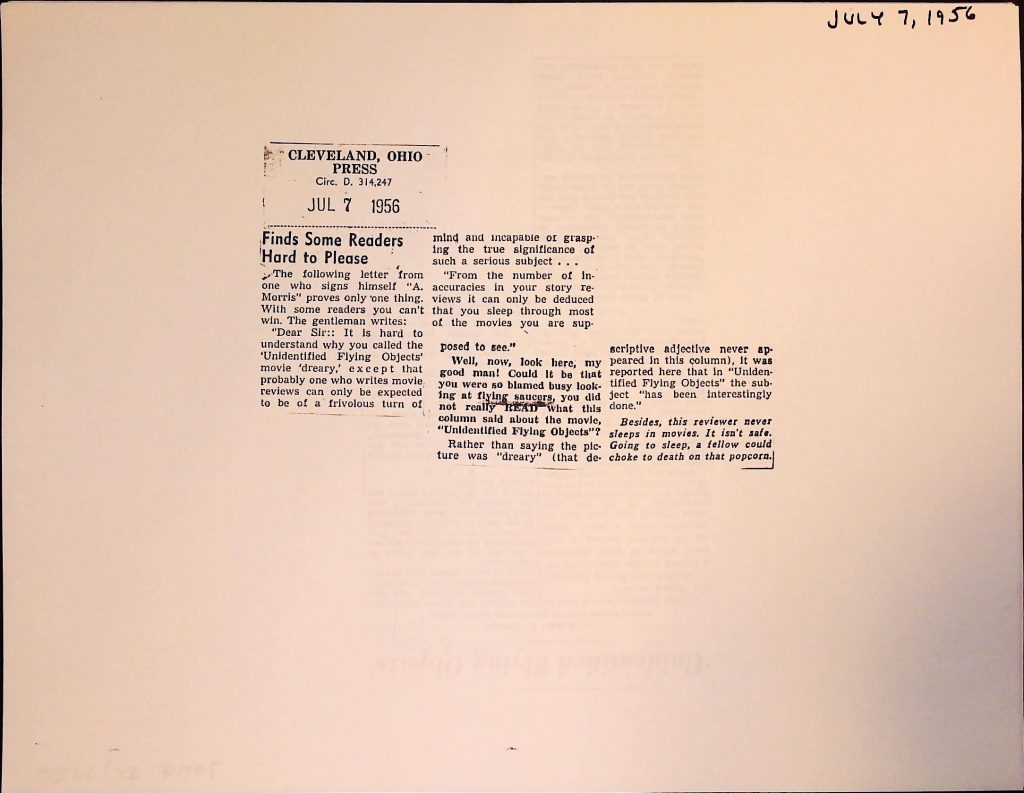 JULY 7, 1956
CLEVELAND, OHIO
PRESS
Circ. D. 314,247
JUL 7 1956
Finds Some Readers
Hard to Please
The following letter from
one who signs himself "A.
Morris" proves only one thing.
With some readers you can't
win. The gentleman writes:
"Dear Sir:: It is hard to
understand why you called the
'Unidentified Flying Objects'
movie 'dreary,' except that
probably one who writes movie
reviews can only be expected
to be of a frivolous turn of
mind and incapable of grasp-
ing the true significance of
such a serious subject . . .
"From the number of in-
accuracies in your story re-
views it can only be deduced
that you sleep through most
of the movies you are sup-
posed to see."
Well, now, look here, my
good man! Could it be that
you were so blamed busy look-
ing at flying saucers, you did
not really READ what this
column said about the movie,
"Unidentified Flying Objects"?
Rather than saying the pic-
ture was "dreary" (that de-
scriptive adjective never ap-
peared in this column), it was
reported here that in "Uniden-
tified Flying Objects" the sub-
ject "has been interestingly
done."
Besides, this reviewer never
sleeps in movies. It isn't safe.
Going to sleep, a fellow could
choke to death on that popcorn.